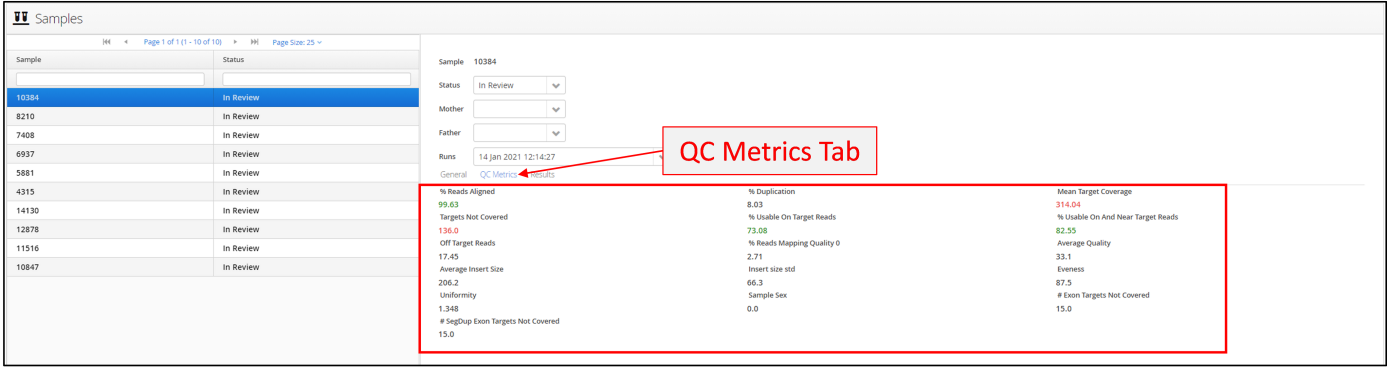 Samples
Page 1 of 1 (1 - 10 of 10) Page Size: 25
Sample Status
10384 In Review
8210 In Review
7408 In Review
6937 In Review
5881 In Review
4315 In Review
14130 In Review
12878 In Review
11516 In Review
10847 In Review
Sample 10384
Status In Review
Mother
Father
Runs 14 Jan 2021 12:14:27
QC Metrics Tab
General QC Metrics Results
% Reads Aligned % Duplication Mean Target Coverage
99.63 8.03 314.04
Targets Not Covered % Usable On Target Reads % Usable On And Near Target Reads
136.0 73.08 82.55
Off Target Reads % Reads Mapping Quality 0 Average Quality
17.45 2.71 33.1
Average Insert Size Insert size std Eveness
206.2 66.3 87.5
Uniformity Sample Sex # Exon Targets Not Covered
1.348 0.0 15.0
# SegDup Exon Targets Not Covered
15.0